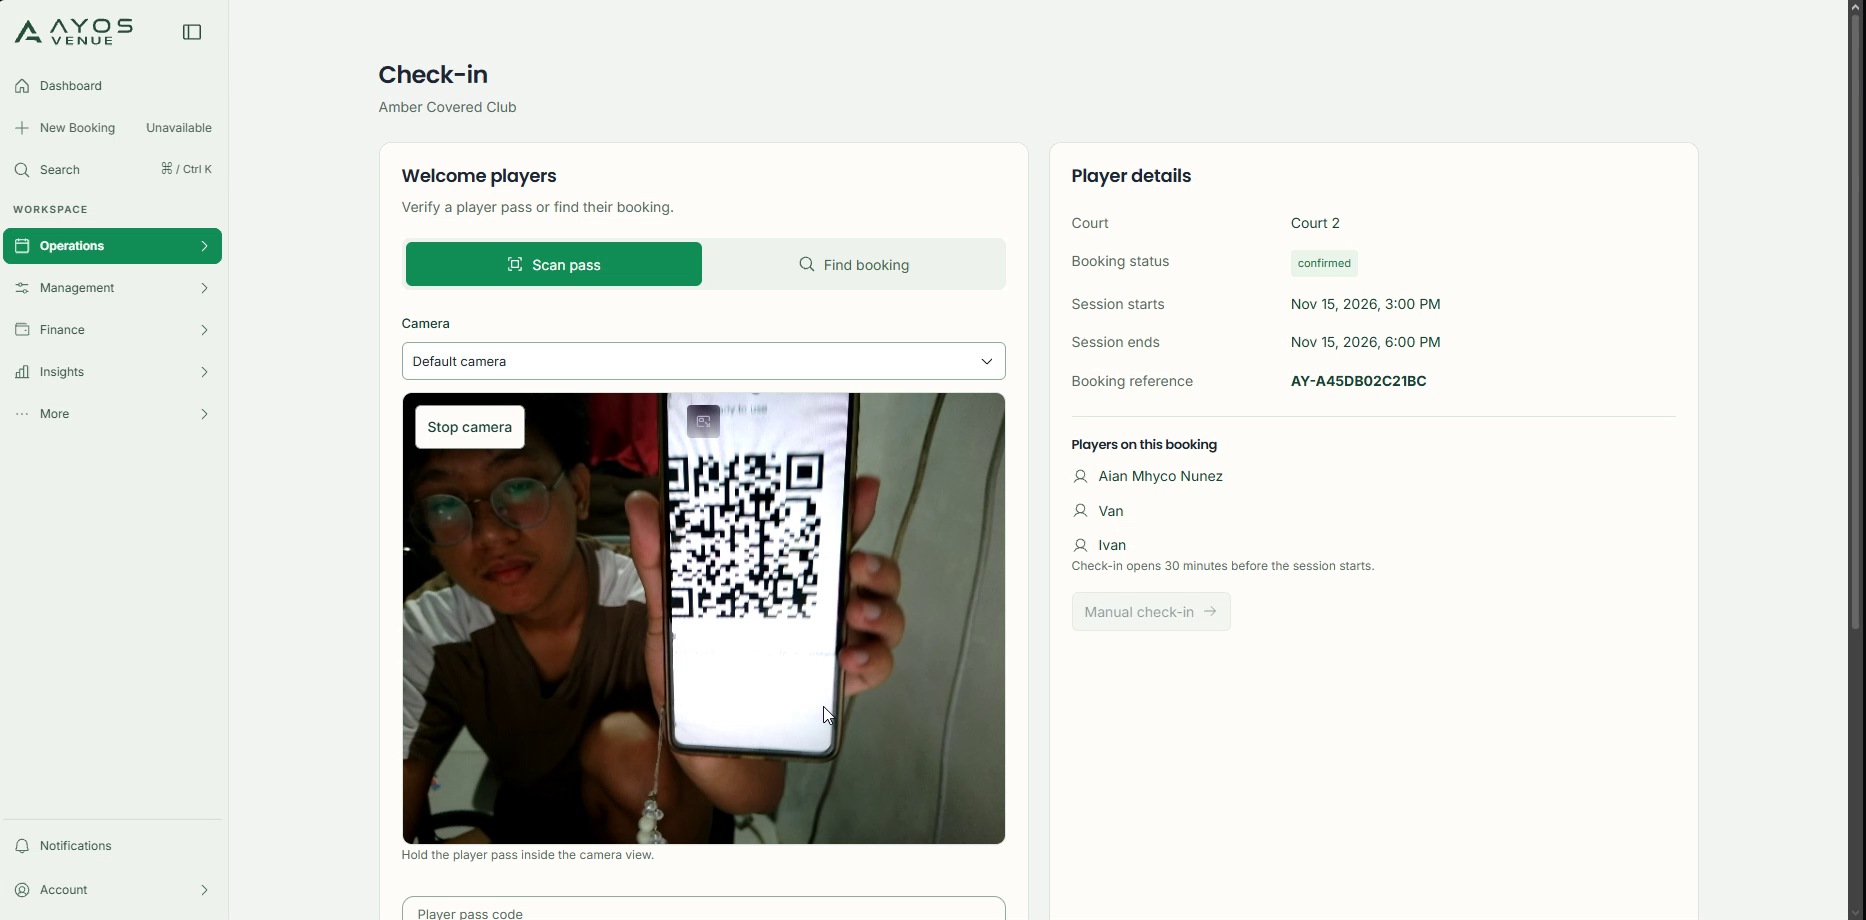 AYOS
VENUE
Dashboard
New Booking Unavailable
Search ⌘ / Ctrl K
WORKSPACE
Operations
Management
Finance
Insights
More
Notifications
Account
Check-in
Amber Covered Club
Welcome players
Verify a player pass or find their booking.
Scan pass Find booking
Camera
Default camera
Stop camera
to use
Hold the player pass inside the camera view.
Player pass code
Player details
Court Court 2
Booking status confirmed
Session starts Nov 15, 2026, 3:00 PM
Session ends Nov 15, 2026, 6:00 PM
Booking reference AY-A45DB02C21BC
Players on this booking
Aian Mhyco Nunez
Van
Ivan
Check-in opens 30 minutes before the session starts.
Manual check-in →